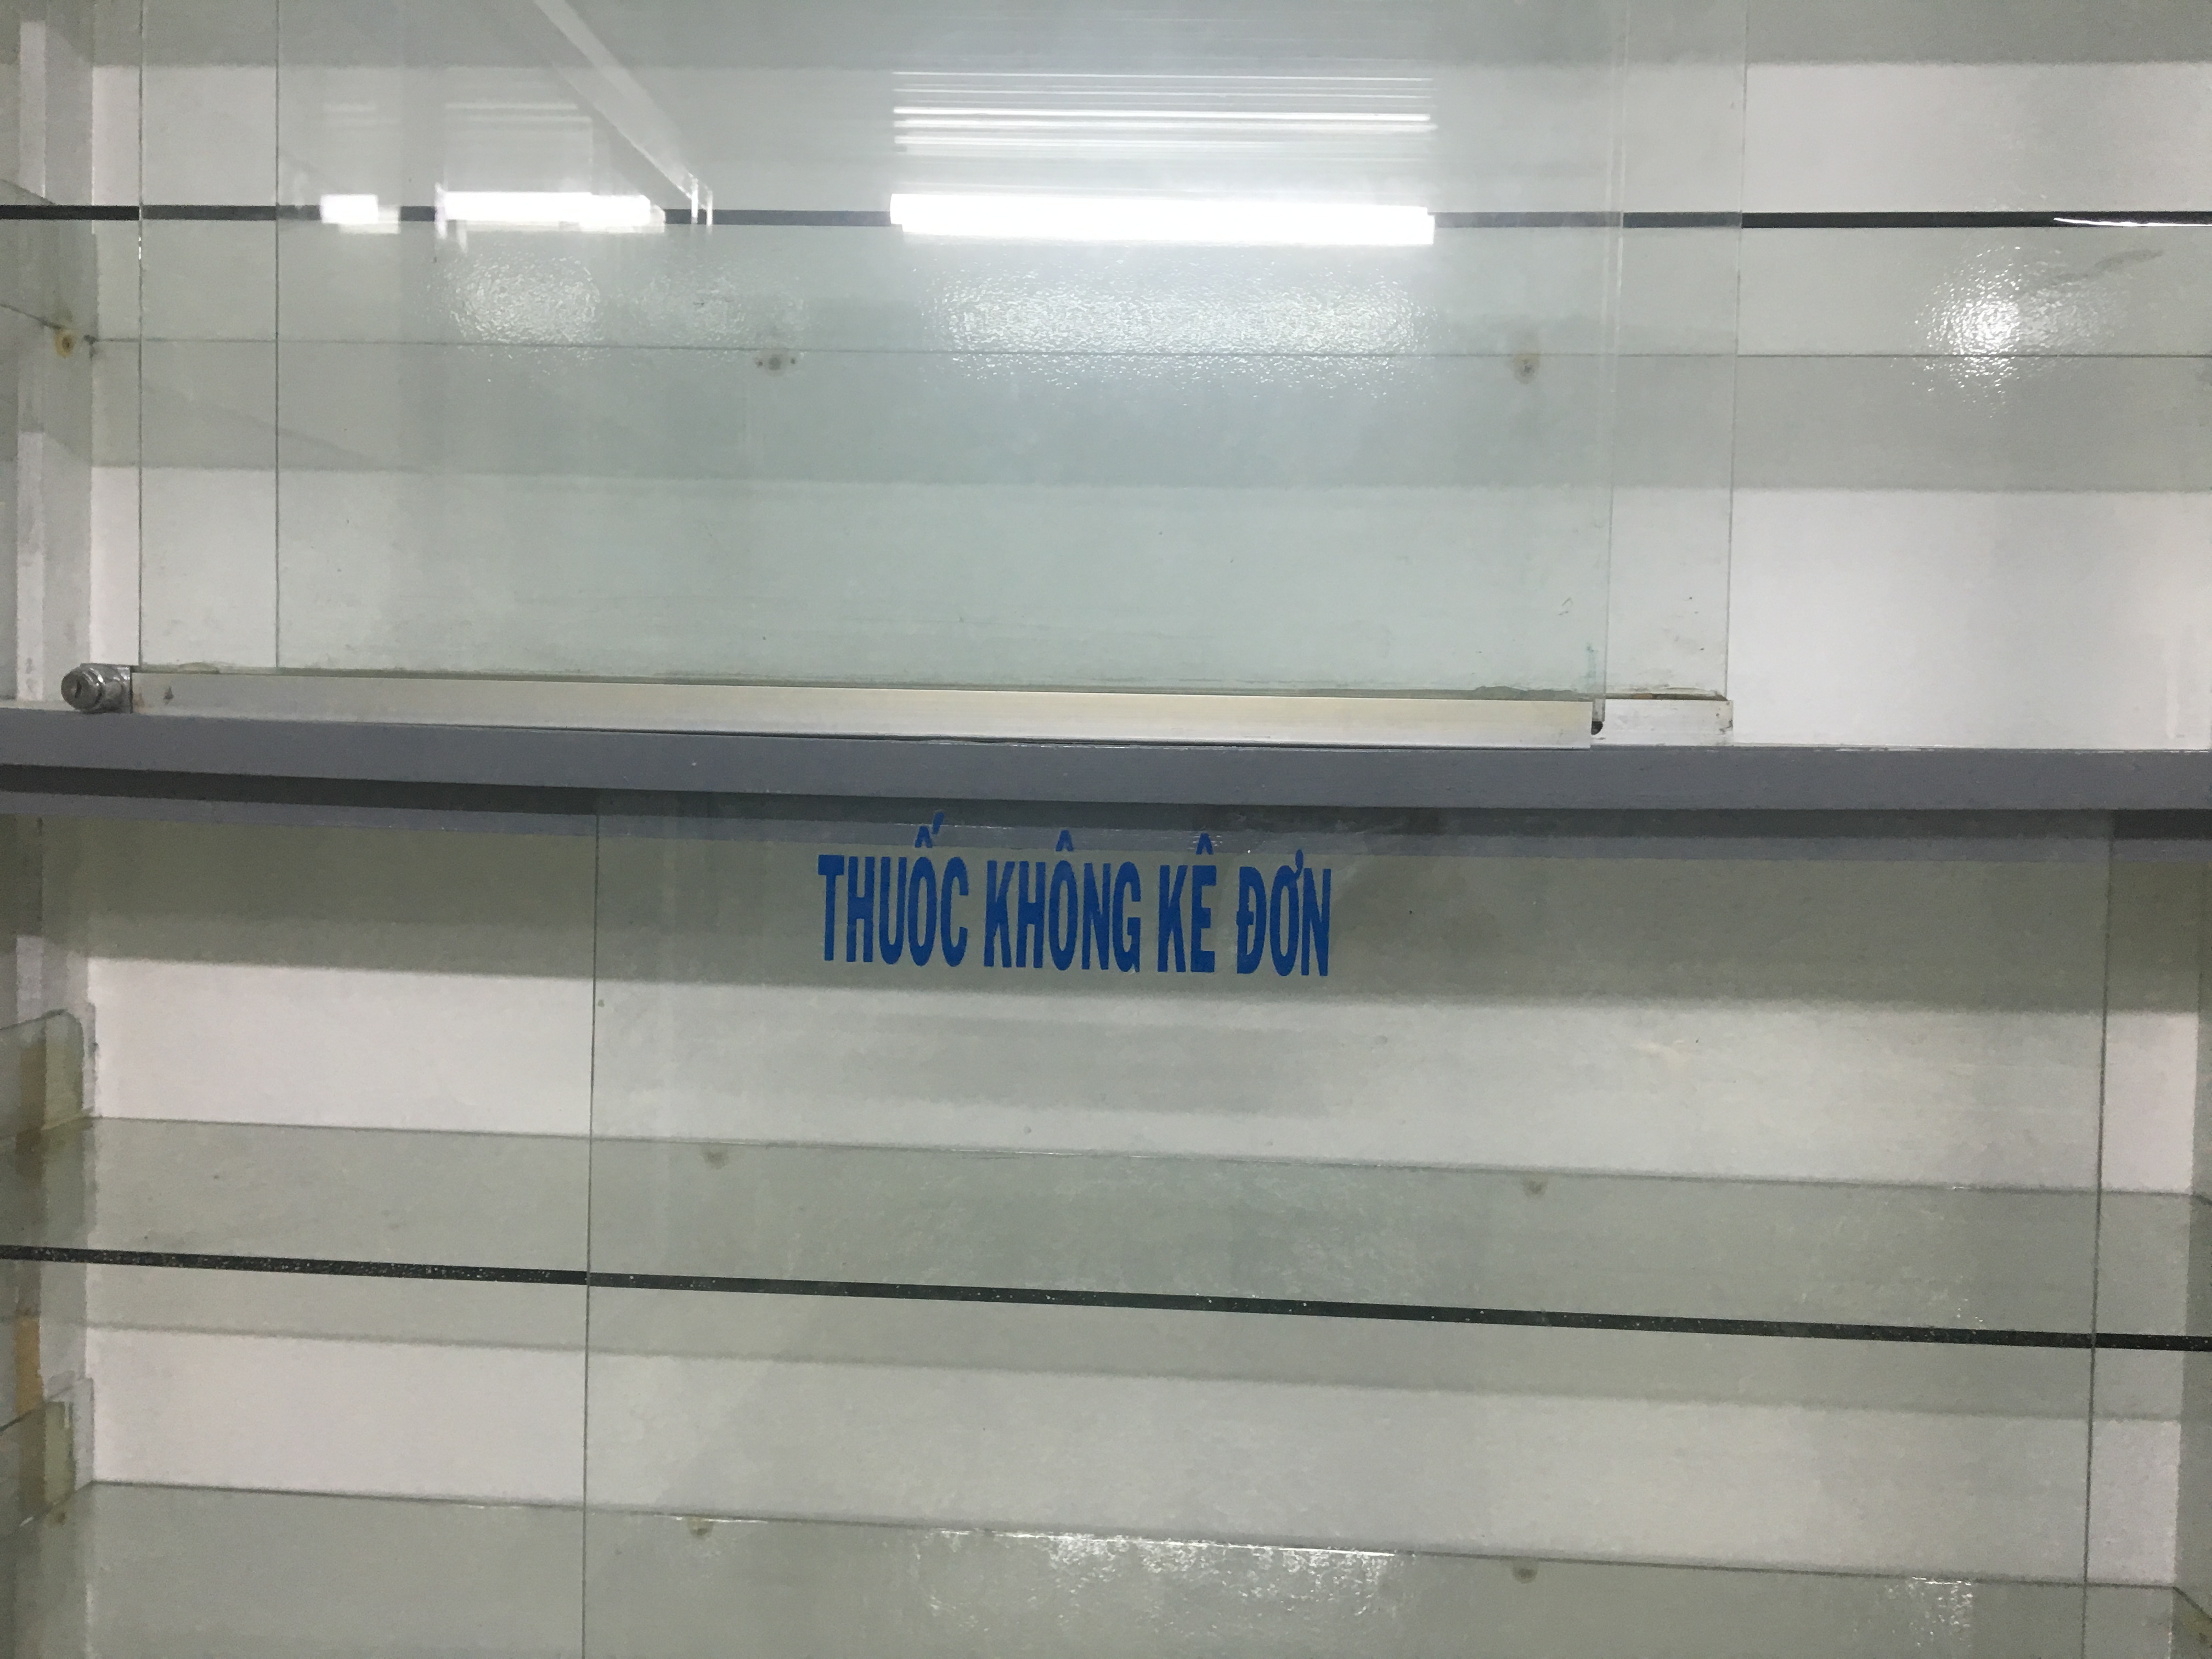 THUỐC KHÔNG KÊ ĐƠN